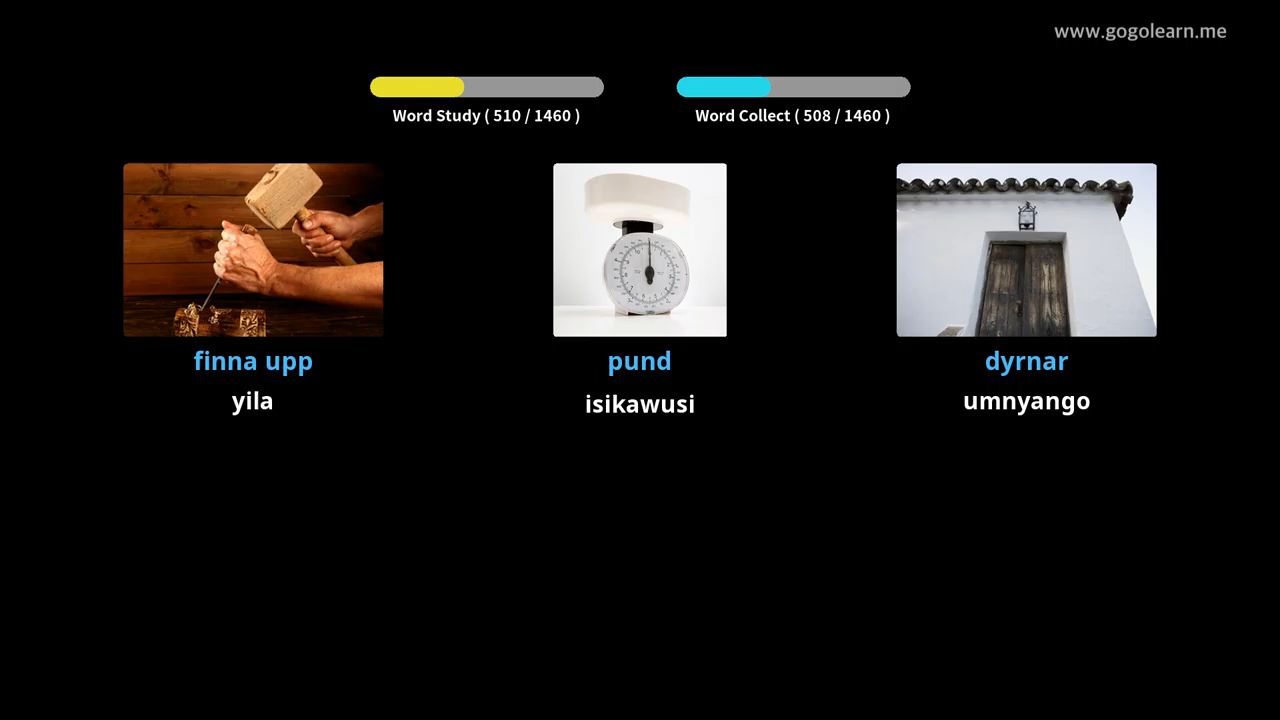 www.gogolearn.me
Word Study ( 510 / 1460 )
Word Collect ( 508 / 1460 )
finna upp
yila
pund
isikawusi
dyrnar
umnyango